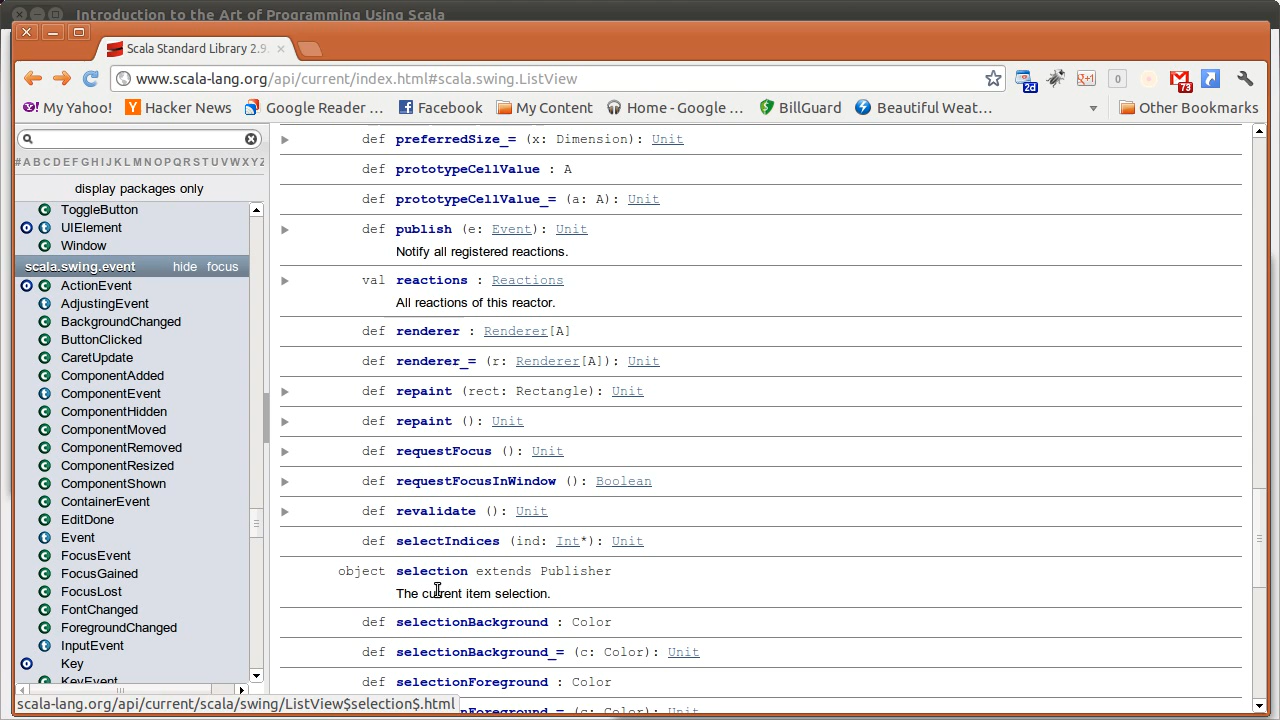 Introduction to the Art of Programming Using Scala
Scala Standard Library 2.9.
www.scala-lang.org/api/current/index.html#scala.swing.ListView
2d
0
73
My Yahoo!
Hacker News
Google Reader ...
Facebook
My Content
Home - Google ...
BillGuard
Beautiful Weat...
Other Bookmarks
#ABCDEFGHIJKLMNOPQRSTUVWXYZ
display packages only
ToggleButton
UIElement
Window
scala.swing.event hide focus
ActionEvent
AdjustingEvent
BackgroundChanged
ButtonClicked
CaretUpdate
ComponentAdded
ComponentEvent
ComponentHidden
ComponentMoved
ComponentRemoved
ComponentResized
ComponentShown
ContainerEvent
EditDone
Event
FocusEvent
FocusGained
FocusLost
FontChanged
ForegroundChanged
InputEvent
Key
KeyEvent
def preferredSize_= (x: Dimension): Unit
def prototypeCellValue : A
def prototypeCellValue_= (a: A): Unit
def publish (e: Event): Unit
Notify all registered reactions.
val reactions : Reactions
All reactions of this reactor.
def renderer : Renderer[A]
def renderer_= (r: Renderer[A]): Unit
def repaint (rect: Rectangle): Unit
def repaint (): Unit
def requestFocus (): Unit
def requestFocusInWindow (): Boolean
def revalidate (): Unit
def selectIndices (ind: Int*): Unit
object selection extends Publisher
The current item selection.
def selectionBackground : Color
def selectionBackground_= (c: Color): Unit
def selectionForeground : Color
selectionForeground_= (c: Color): Unit
scala-lang.org/api/current/scala/swing/ListView$selection$.html